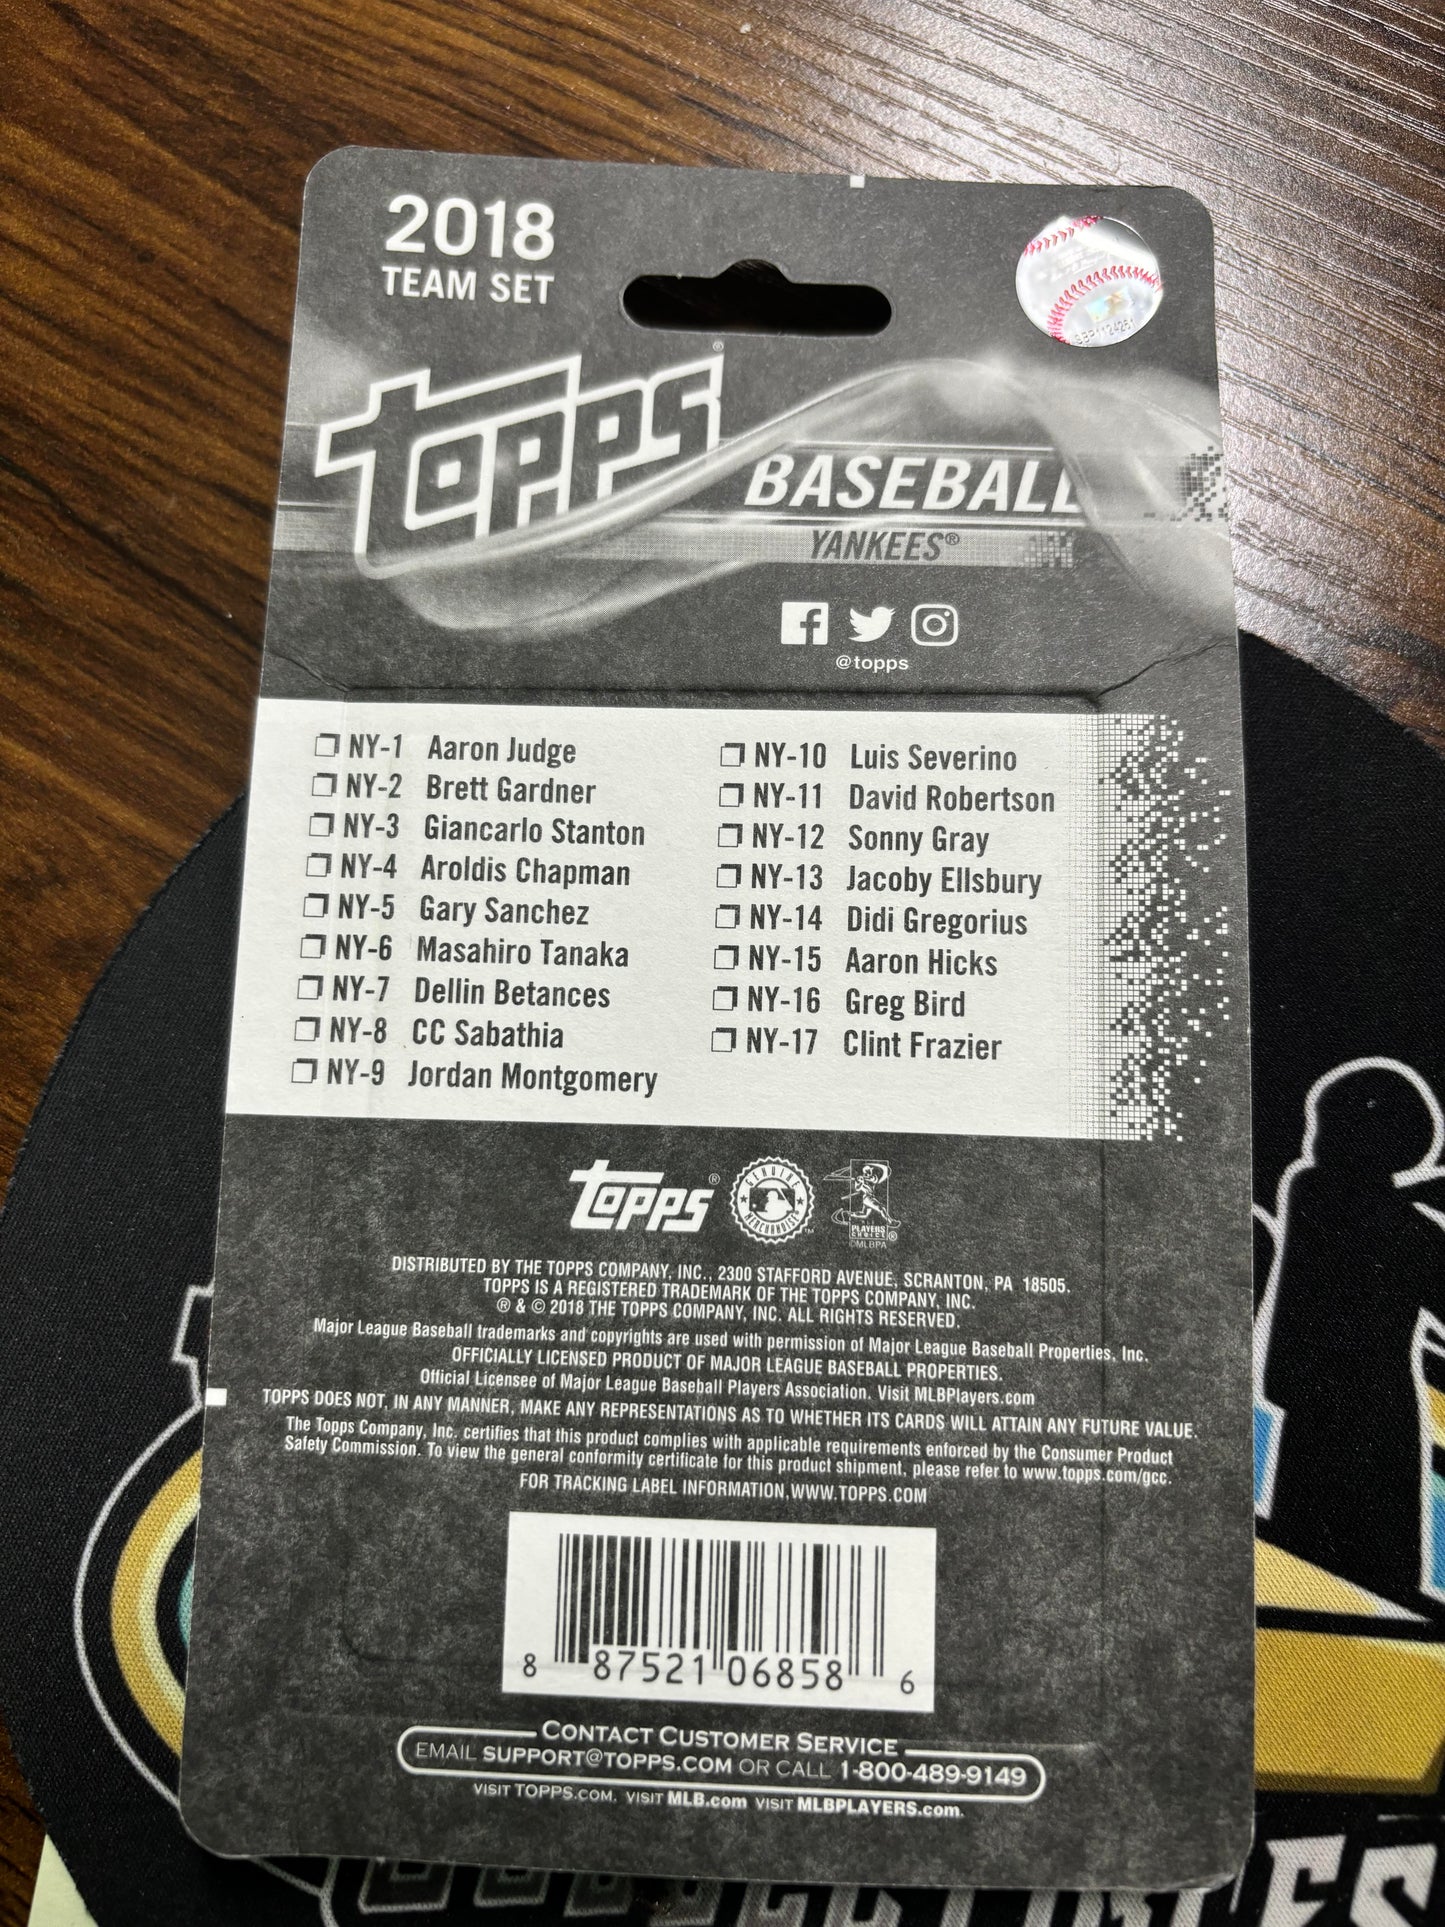 2018
TEAM SET
TOPPS®
BASEBALL
YANKEES®
@topps
NY-1 Aaron Judge
NY-2 Brett Gardner
NY-3 Giancarlo Stanton
NY-4 Aroldis Chapman
NY-5 Gary Sanchez
NY-6 Masahiro Tanaka
NY-7 Dellin Betances
NY-8 CC Sabathia
NY-9 Jordan Montgomery
NY-10 Luis Severino
NY-11 David Robertson
NY-12 Sonny Gray
NY-13 Jacoby Ellsbury
NY-14 Didi Gregorius
NY-15 Aaron Hicks
NY-16 Greg Bird
NY-17 Clint Frazier
TOPPS®
GENUINE MERCHANDISE™
PLAYERS CHOICE®
©MLBPA
DISTRIBUTED BY THE TOPPS COMPANY, INC., 2300 STAFFORD AVENUE, SCRANTON, PA 18505.
TOPPS IS A REGISTERED TRADEMARK OF THE TOPPS COMPANY, INC.
® & © 2018 THE TOPPS COMPANY, INC. ALL RIGHTS RESERVED.
Major League Baseball trademarks and copyrights are used with permission of Major League Baseball Properties, Inc.
OFFICIALLY LICENSED PRODUCT OF MAJOR LEAGUE BASEBALL PROPERTIES.
Official Licensee of Major League Baseball Players Association. Visit MLBPlayers.com
TOPPS DOES NOT, IN ANY MANNER, MAKE ANY REPRESENTATIONS AS TO WHETHER ITS CARDS WILL ATTAIN ANY FUTURE VALUE.
The Topps Company, Inc. certifies that this product complies with applicable requirements enforced by the Consumer Product
Safety Commission. To view the general conformity certificate for this product shipment, please refer to www.topps.com/gcc.
FOR TRACKING LABEL INFORMATION,WWW.TOPPS.COM
8 87521 06858 6
CONTACT CUSTOMER SERVICE
EMAIL SUPPORT@TOPPS.COM OR CALL 1-800-489-9149
VISIT TOPPS.COM. VISIT MLB.com VISIT MLBPLAYERS.com.